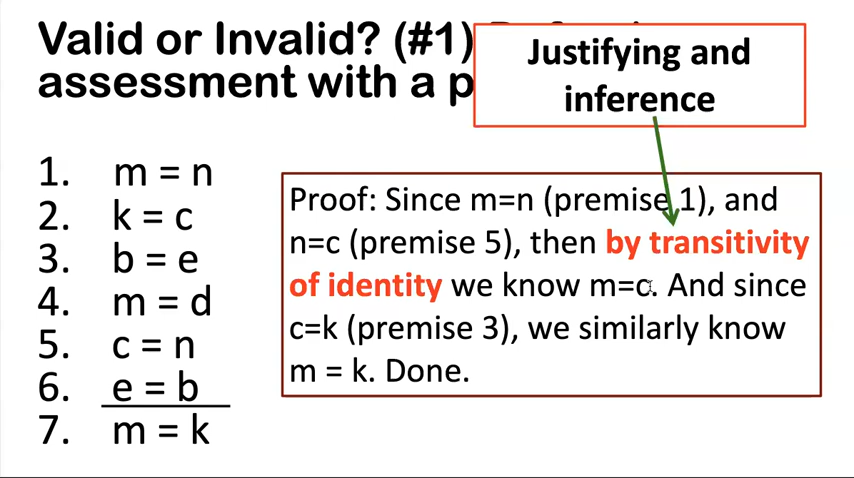 Valid or Invalid? (#1)
assessment with a p
Justifying and
inference
1. m = n
2. k = c
3. b = e
4. m = d
5. c = n
6. e = b
7. m = k
Proof: Since m=n (premise 1), and
n=c (premise 5), then by transitivity
of identity we know m=c. And since
c=k (premise 3), we similarly know
m = k. Done.